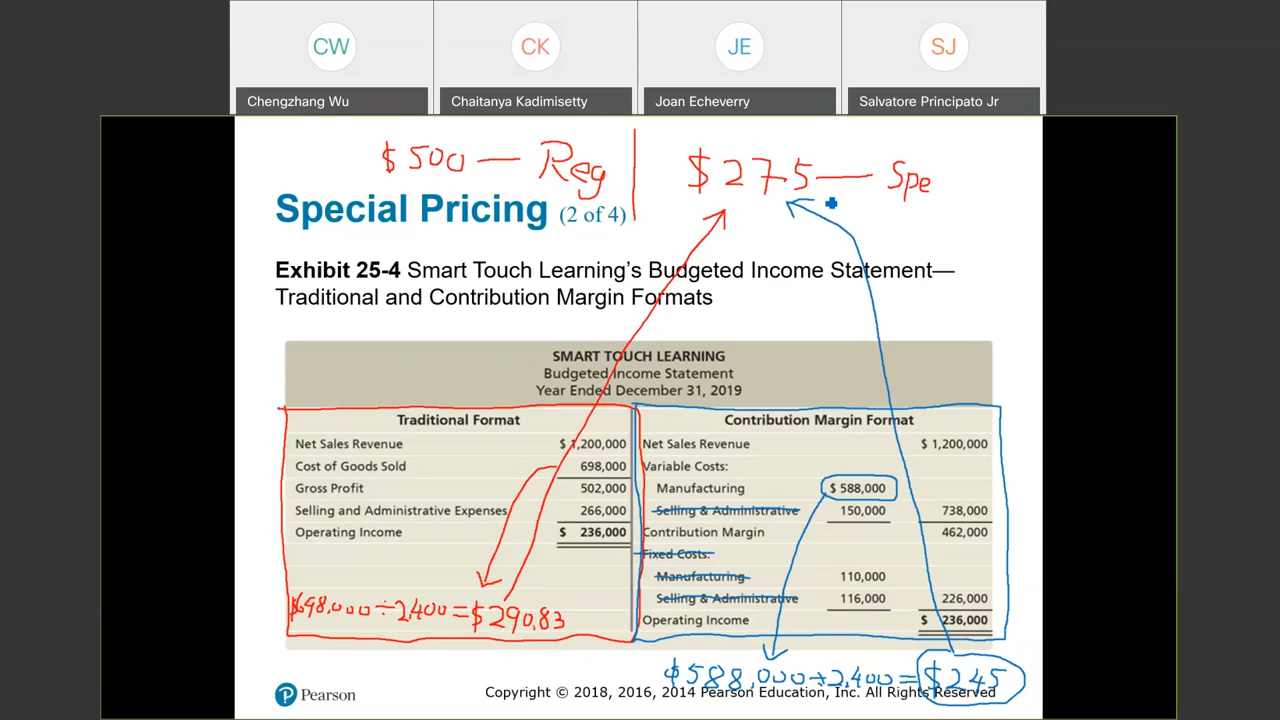 CW
CK
JE
SJ
Chengzhang Wu
Chaitanya Kadimisetty
Joan Echeverry
Salvatore Principato Jr
$500 — Reg
$275 — Spe
Special Pricing (2 of 4)
Exhibit 25-4 Smart Touch Learning's Budgeted Income Statement—
Traditional and Contribution Margin Formats
SMART TOUCH LEARNING
Budgeted Income Statement
Year Ended December 31, 2019
Traditional Format
Net Sales Revenue $ 1,200,000
Cost of Goods Sold 698,000
Gross Profit 502,000
Selling and Administrative Expenses 266,000
Operating Income $ 236,000
$698,000 ÷ 2,400 = $290.83
Contribution Margin Format
Net Sales Revenue $ 1,200,000
Variable Costs:
Manufacturing $ 588,000
Selling & Administrative 150,000 738,000
Contribution Margin 462,000
Fixed Costs:
Manufacturing 110,000
Selling & Administrative 116,000 226,000
Operating Income $ 236,000
$588,000 ÷ 2,400 = $245
P Pearson
Copyright © 2018, 2016, 2014 Pearson Education, Inc. All Rights Reserved